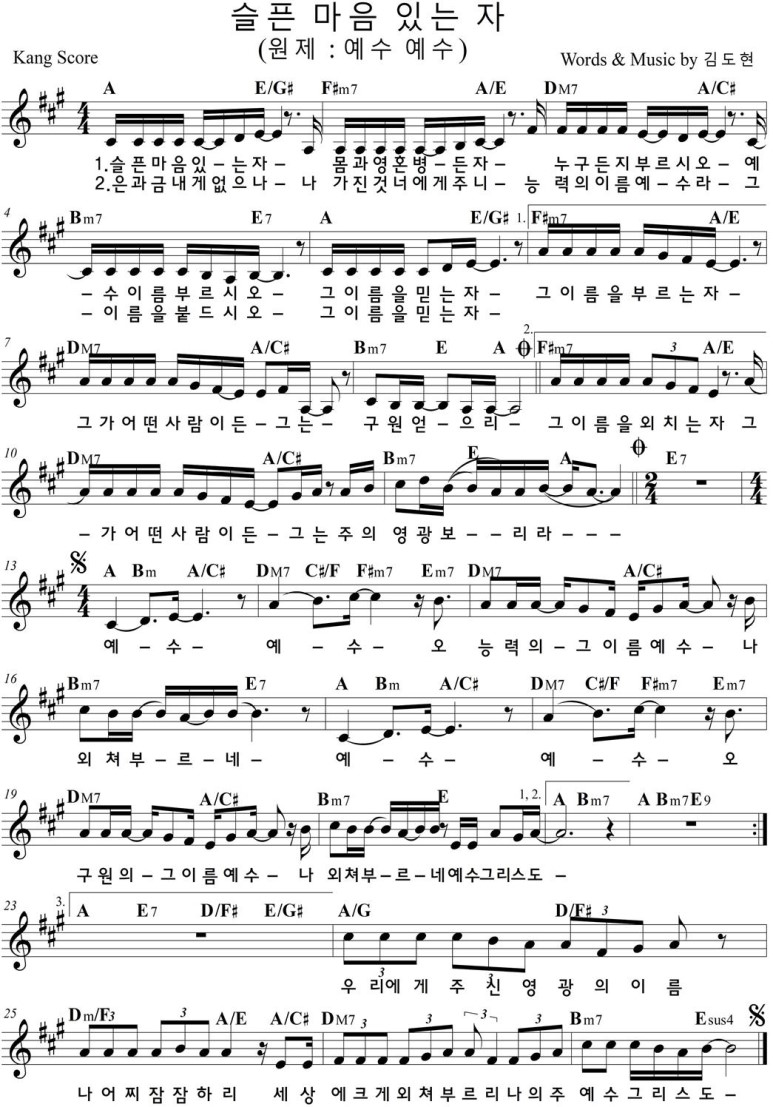 슬픈 마음 있는 자
(원제 : 예수 예수)
Kang Score
Words & Music by 김도현
A E/G♯ F♯m7 A/E DM7 A/C♯
1.슬픈마음있–는자– 몸과영혼병–든자– 누구든지부르시오– 예
2.은과금내게없으나–나 가진것너에게주니–능 력의이름예–수라–그
4 Bm7 E7 A E/G♯ 1. F♯m7 A/E
–수이름부르시오– 그이름을믿는자– 그이름을부르는자–
–이름을붙드시오– 그이름을믿는자–
7 DM7 A/C♯ Bm7 E A 2. F♯m7 3 A/E
그가어떤사람이든–그는– 구원얻–으리– 그이름을외치는자 그
10 DM7 A/C♯ Bm7 E A E7
–가어떤사람이든–그는주의 영광보––리라–––
13 A Bm A/C♯ DM7 C♯/F F♯m7 Em7 DM7 A/C♯
예–수– 예–수– 오 능력의–그이름예수–나
16 Bm7 E7 A Bm A/C♯ DM7 C♯/F F♯m7 Em7
외쳐부–르–네– 예–수– 예–수– 오
19 DM7 A/C♯ Bm7 E 1, 2. A Bm7 A Bm7 E9
구원의–그이름예수–나 외쳐부–르–네예수그리스도–
23 3. A E7 D/F♯ E/G♯ A/G D/F♯ 3
3 3
우리에게주신영광의이름
25 Dm/F 3 3 A/E A/C♯ DM7 3 3 3 3 Bm7 Esus4
나어찌잠잠하리 세상에크게외쳐부르리나의주 예수그리스도–